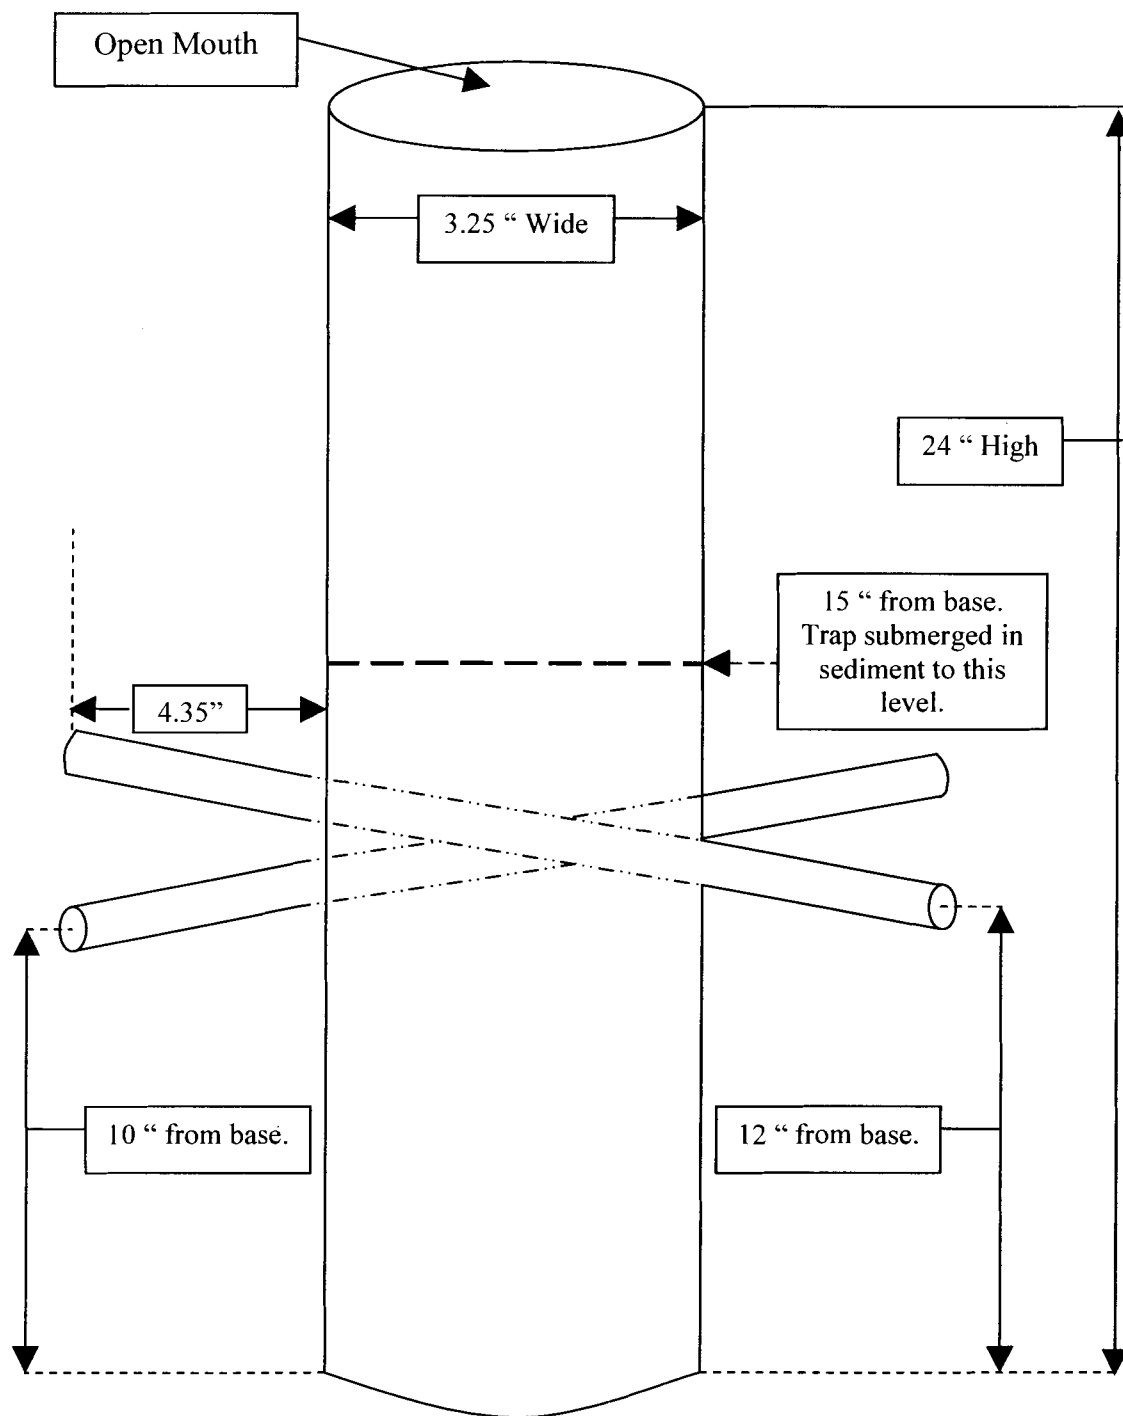 Open Mouth
3.25 “ Wide
24 “ High
15 “ from base.
Trap submerged in
sediment to this
level.
4.35”
10 “ from base.
12 “ from base.